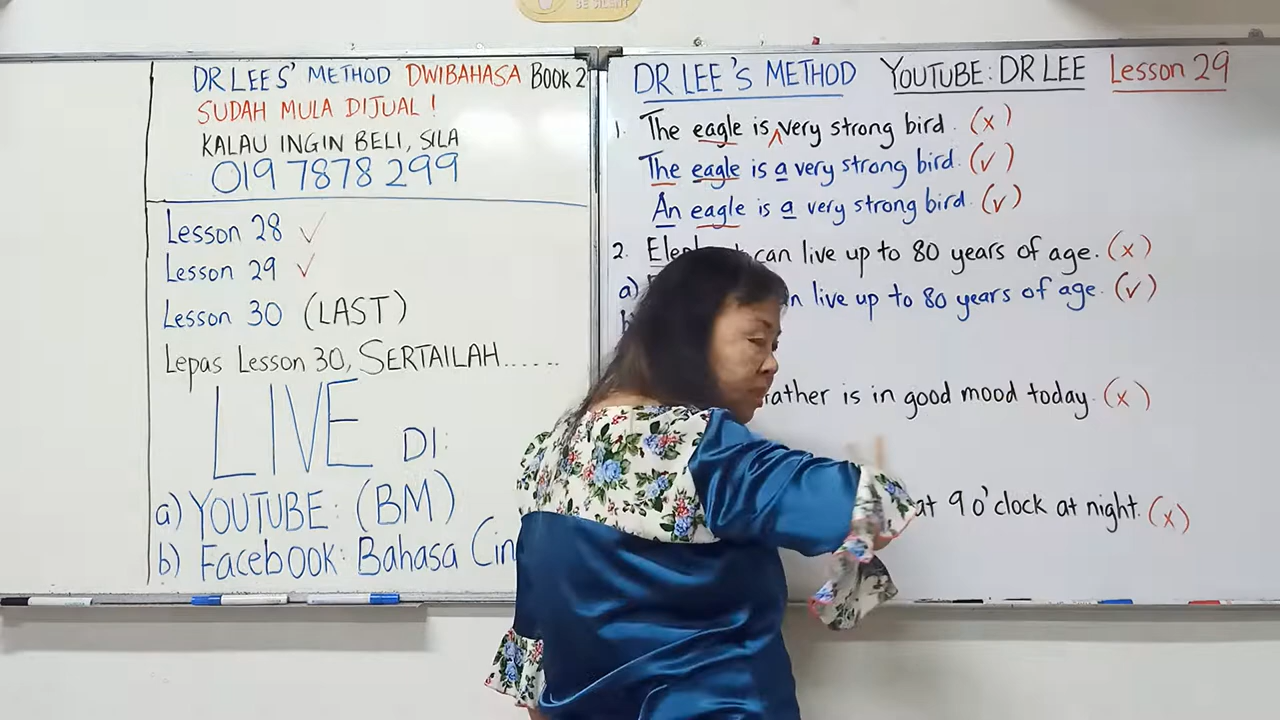 BE SILENT
DR LEES' METHOD DWIBAHASA BOOK 2
SUDAH MULA DIJUAL !
KALAU INGIN BELI, SILA
019 7878 299
Lesson 28 ✓
Lesson 29 ✓
Lesson 30 (LAST)
Lepas Lesson 30, SERTAILAH......
LIVE DI:
a) YOUTUBE: (BM)
b) Facebook: Bahasa Cin
DR LEE'S METHOD YOUTUBE: DR LEE Lesson 29
1. The eagle is ^ very strong bird. (x)
The eagle is a very strong bird. (✓)
An eagle is a very strong bird. (✓)
2. can live up to 80 years of age. (x)
a) live up to 80 years of age. (✓)
is in good mood today. (x)
at 9 o'clock at night. (x)